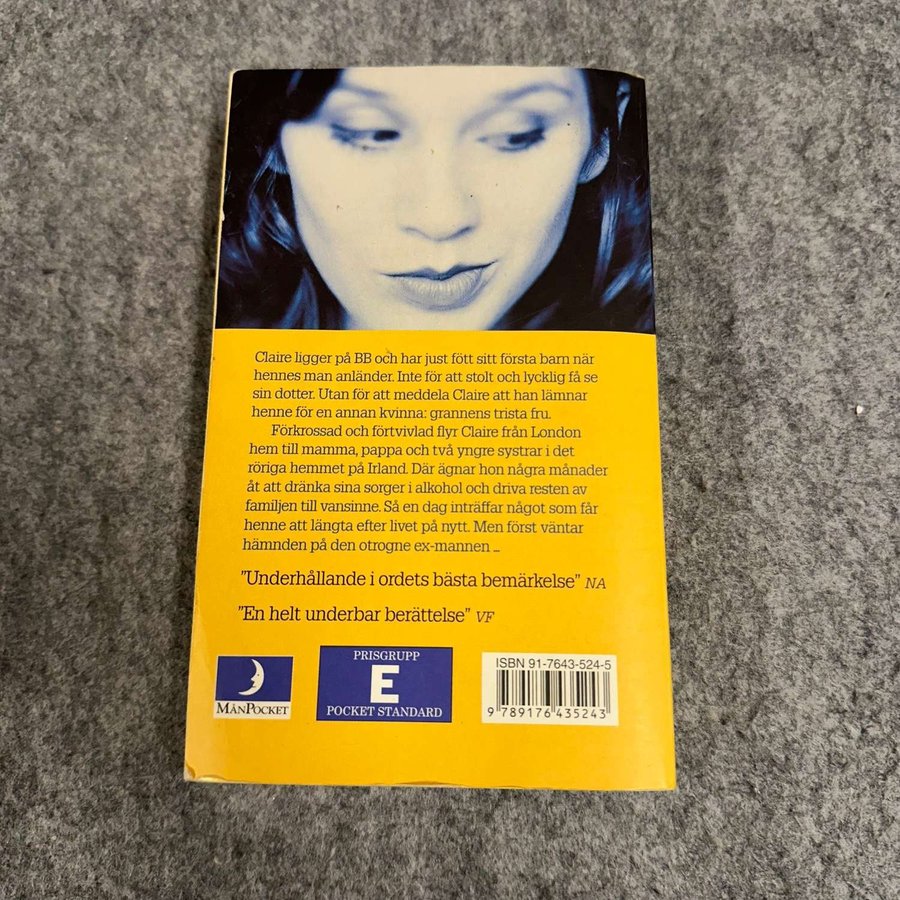 Claire ligger på BB och har just fött sitt första barn när
hennes man anländer. Inte för att stolt och lycklig få se
sin dotter. Utan för att meddela Claire att han lämnar
henne för en annan kvinna: grannens trista fru.
Förkrossad och förtvivlad flyr Claire från London
hem till mamma, pappa och två yngre systrar i det
röriga hemmet på Irland. Där ägnar hon några månader
åt att dränka sina sorger i alkohol och driva resten av
familjen till vansinne. Så en dag inträffar något som får
henne att längta efter livet på nytt. Men först väntar
hämnden på den otrogne ex-mannen ...
"Underhållande i ordets bästa bemärkelse" NA
"En helt underbar berättelse" VF
MÅNPOCKET
PRISGRUPP
E
POCKET STANDARD
ISBN 91-7643-524-5
9 789176 435243